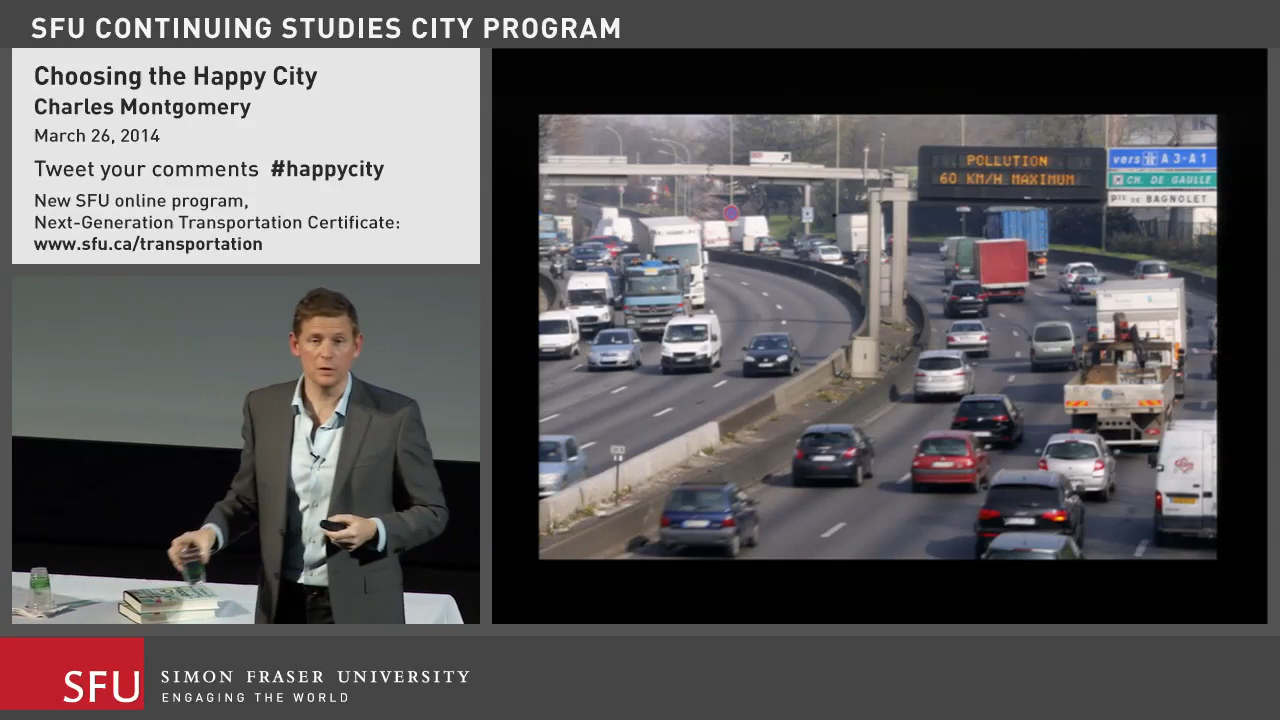 SFU CONTINUING STUDIES CITY PROGRAM
Choosing the Happy City
Charles Montgomery
March 26, 2014
Tweet your comments #happycity
New SFU online program,
Next-Generation Transportation Certificate:
www.sfu.ca/transportation
POLLUTION
60 KM/H MAXIMUM
vers A 3-A1
CH. DE GAULLE
PTE DE BAGNOLET
SFU
SIMON FRASER UNIVERSITY
ENGAGING THE WORLD